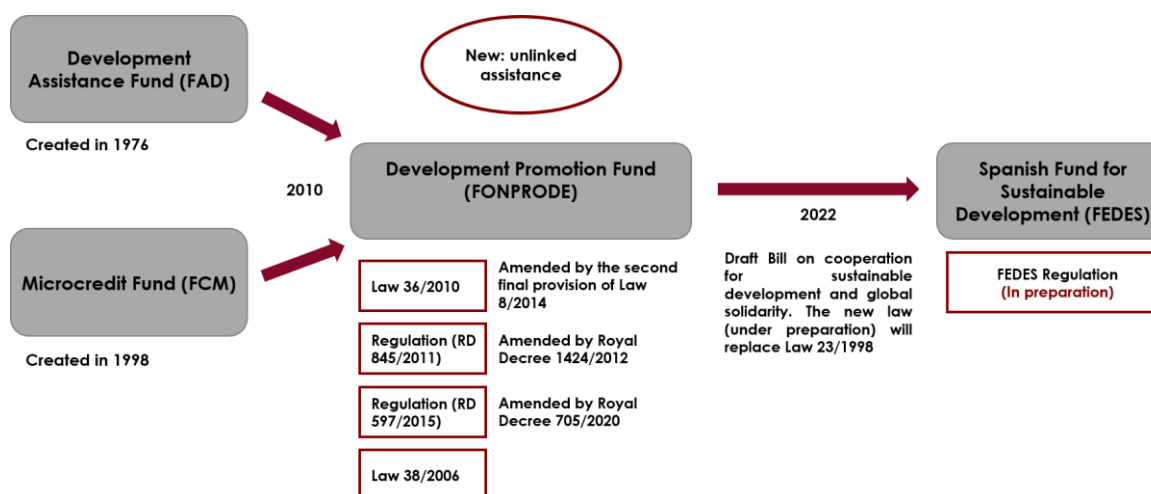 Development
Assistance Fund (FAD)
Created in 1976
New: unlinked
assistance
2010
Microcredit Fund (FCM)
Created in 1998
Development Promotion Fund
(FONPRODE)
Law 36/2010
Amended by the second
final provision of Law
8/2014
Regulation (RD
845/2011)
Amended by Royal
Decree 1424/2012
Regulation (RD
597/2015)
Amended by Royal
Decree 705/2020
Law 38/2006
2022
Draft Bill on cooperation
for sustainable
development and global
solidarity. The new law
(under preparation) will
replace Law 23/1998
Spanish Fund for
Sustainable
Development (FEDES)
FEDES Regulation
(In preparation)